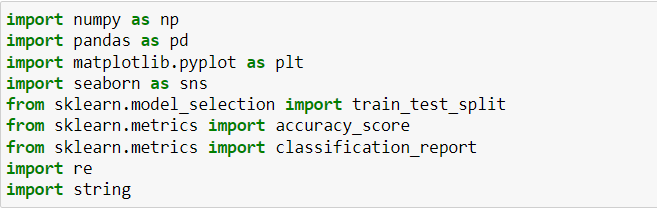 import numpy as np
import pandas as pd
import matplotlib.pyplot as plt
import seaborn as sns
from sklearn.model_selection import train_test_split
from sklearn.metrics import accuracy_score
from sklearn.metrics import classification_report
import re
import string